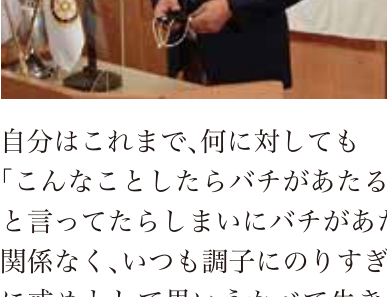 自分はこれまで、何に対しても
「こんなことしたらバチがあたる
と言ってたらしまいにバチがあ
関係なく、いつも調子にのりすぎ